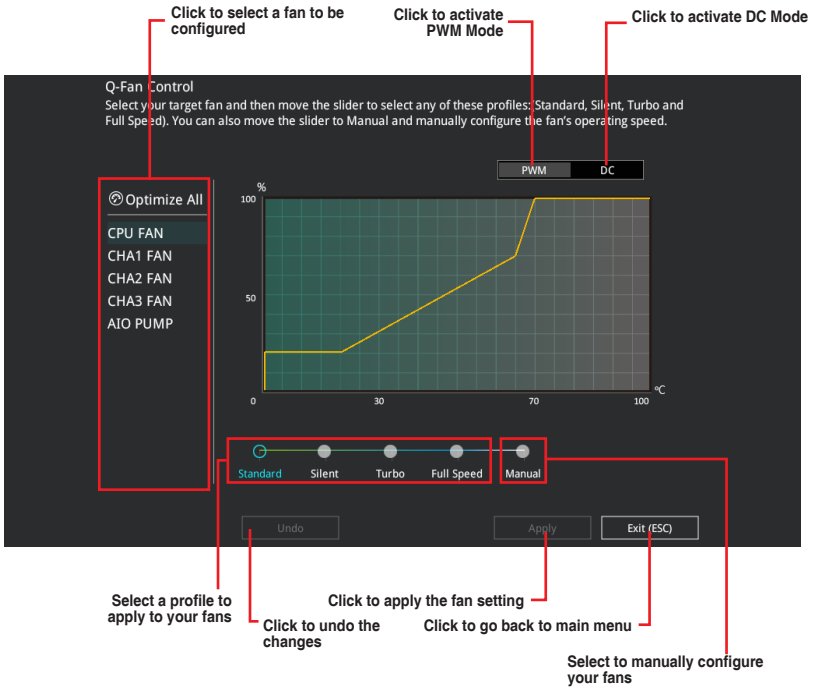 Click to select a fan to be
configured
Click to activate
PWM Mode
Click to activate DC Mode
Q-Fan Control
Select your target fan and then move the slider to select any of these profiles: Standard, Silent, Turbo and
Full Speed). You can also move the slider to Manual and manually configure the fan's operating speed.
PWM
DC
Optimize All
CPU FAN
CHA1 FAN
CHA2 FAN
CHA3 FAN
AIO PUMP
%
100
50
0
30
70
100
ºC
Standard
Silent
Turbo
Full Speed
Manual
Undo
Apply
Exit (ESC)
Select a profile to
apply to your fans
Click to undo the
changes
Click to apply the fan setting
Click to go back to main menu
Select to manually configure
your fans